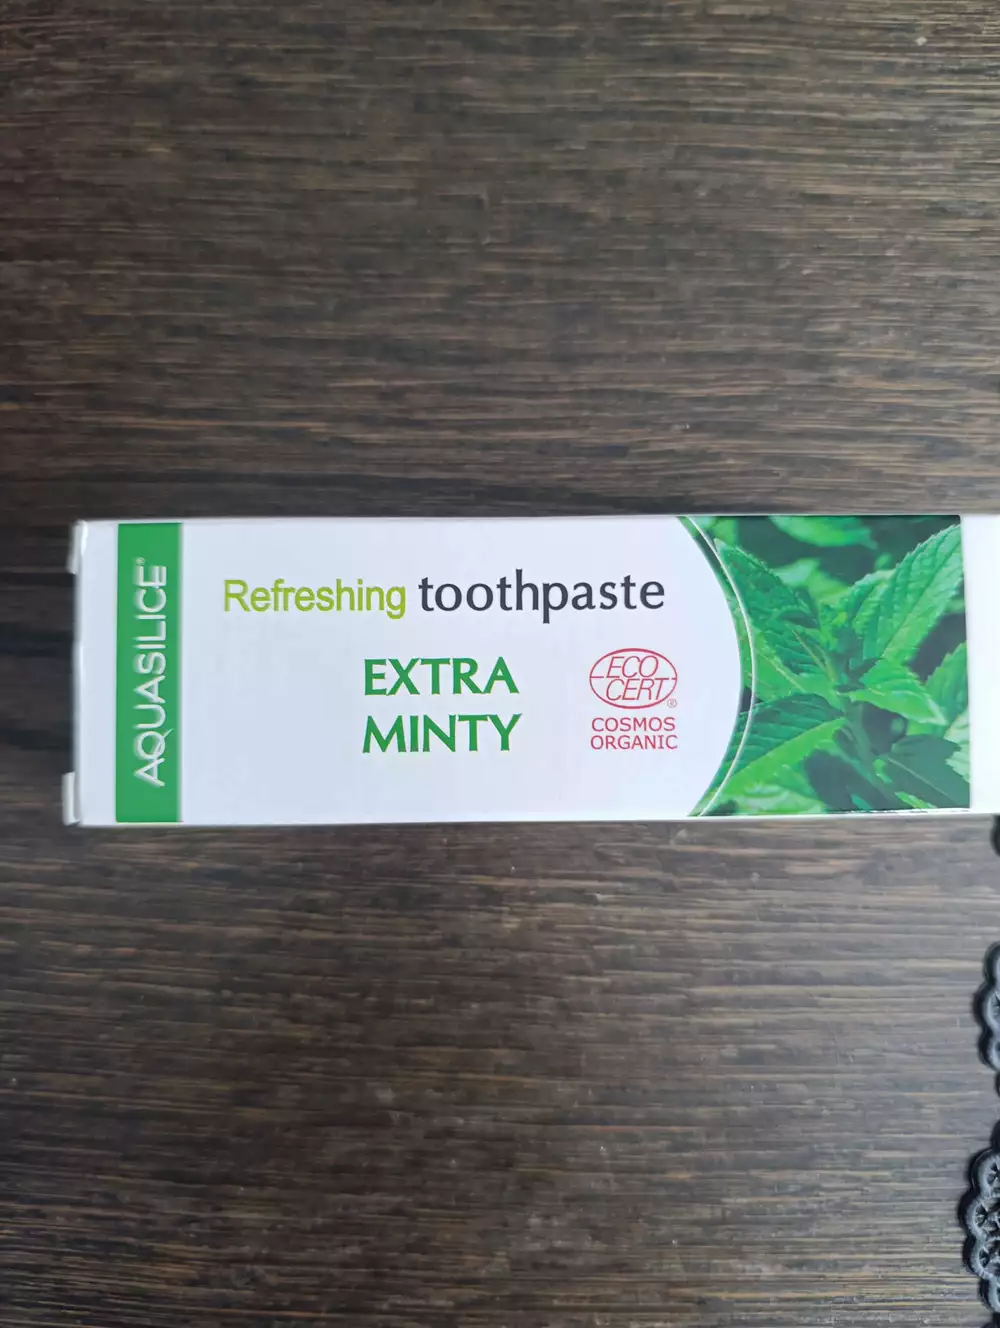 AQUASILICE®
Refreshing toothpaste
EXTRA
MINTY
ECO
CERT®
COSMOS
ORGANIC